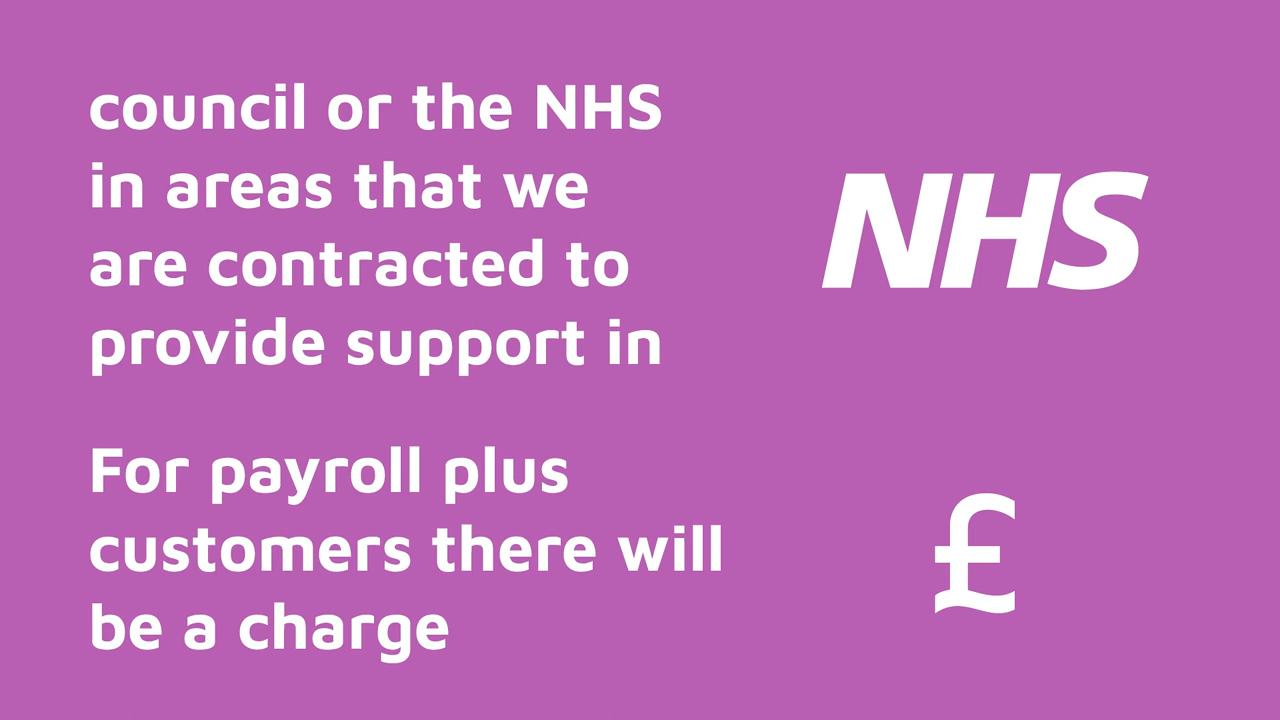 council or the NHS
in areas that we
are contracted to
provide support in
NHS
For payroll plus
customers there will
be a charge
£